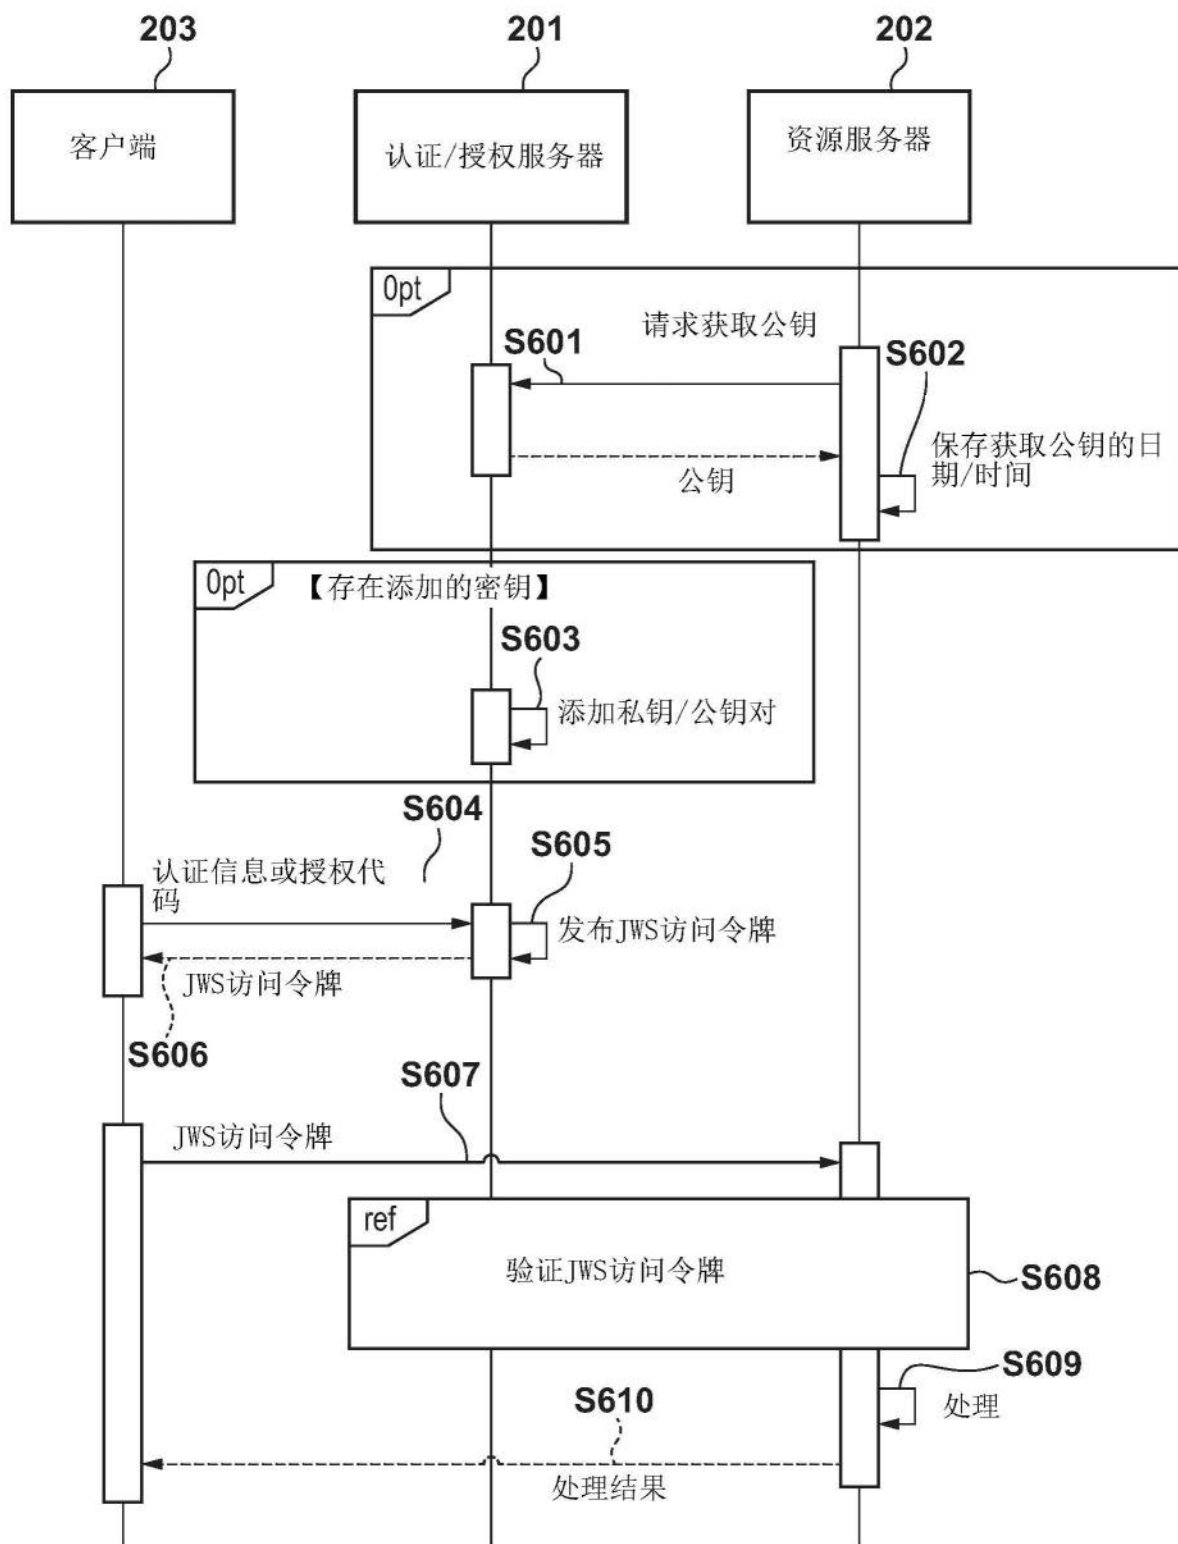 203
201
202
客户端
认证/授权服务器
资源服务器
Opt
请求获取公钥
S601
S602
保存获取公钥的日
期/时间
公钥
Opt
【存在添加的密钥】
S603
添加私钥/公钥对
S604
S605
认证信息或授权代
码
发布JWS访问令牌
JWS访问令牌
S606
S607
JWS访问令牌
ref
验证JWS访问令牌
S608
S609
处理
S610
处理结果